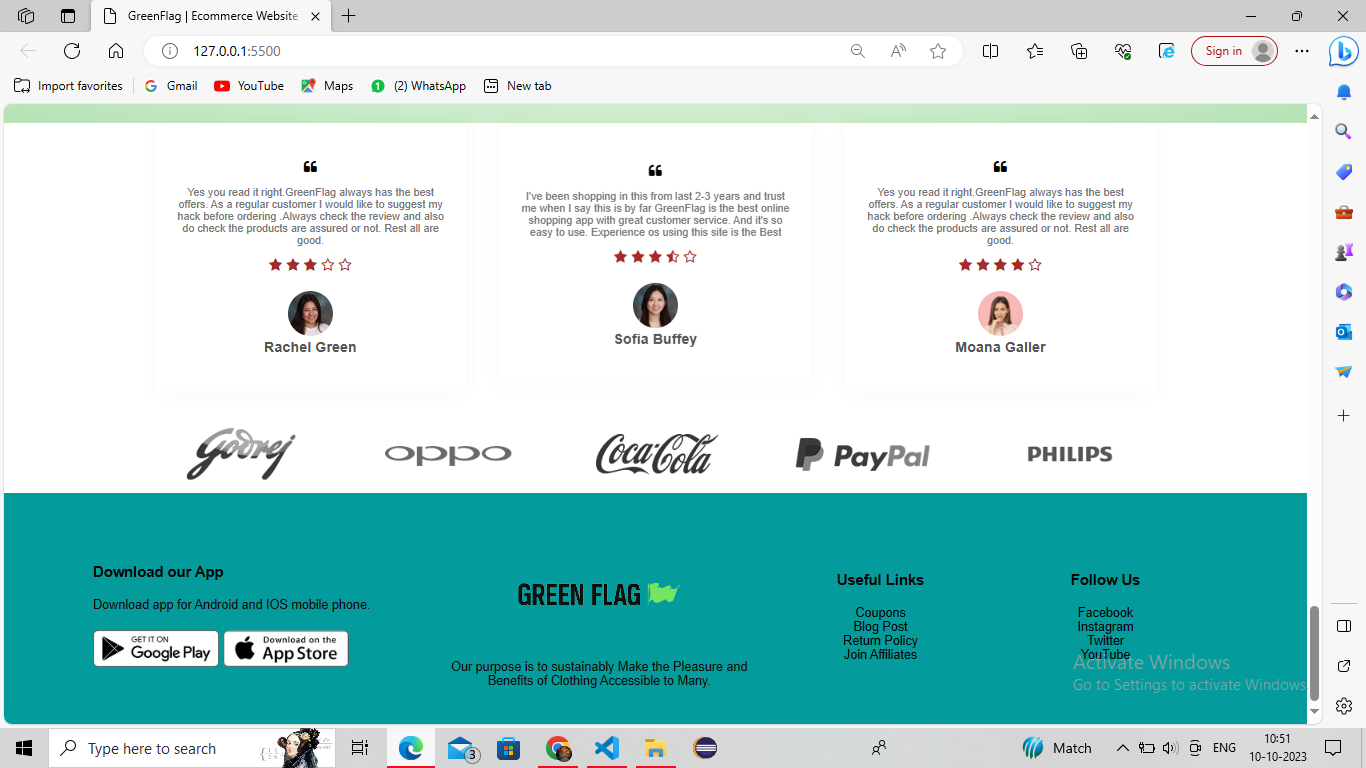 GreenFlag | Ecommerce Website
127.0.0.1:5500
Sign in
Import favorites
Gmail
YouTube
Maps
(2) WhatsApp
New tab
Yes you read it right.GreenFlag always has the best
offers. As a regular customer I would like to suggest my
hack before ordering .Always check the review and also
do check the products are assured or not. Rest all are
good.
Rachel Green
I've been shopping in this from last 2-3 years and trust
me when I say this is by far GreenFlag is the best online
shopping app with great customer service. And it's so
easy to use. Experience os using this site is the Best
Sofia Buffey
Yes you read it right.GreenFlag always has the best
offers. As a regular customer I would like to suggest my
hack before ordering .Always check the review and also
do check the products are assured or not. Rest all are
good.
Moana Galler
Godrej
oppo
Coca-Cola
PayPal
PHILIPS
Download our App
Download app for Android and IOS mobile phone.
GET IT ON
Google Play
Download on the
App Store
GREEN FLAG
Our purpose is to sustainably Make the Pleasure and
Benefits of Clothing Accessible to Many.
Useful Links
Coupons
Blog Post
Return Policy
Join Affiliates
Follow Us
Facebook
Instagram
Twitter
YouTube
Activate Windows
Go to Settings to activate Windows.
Type here to search
3
Match
ENG
10:51
10-10-2023